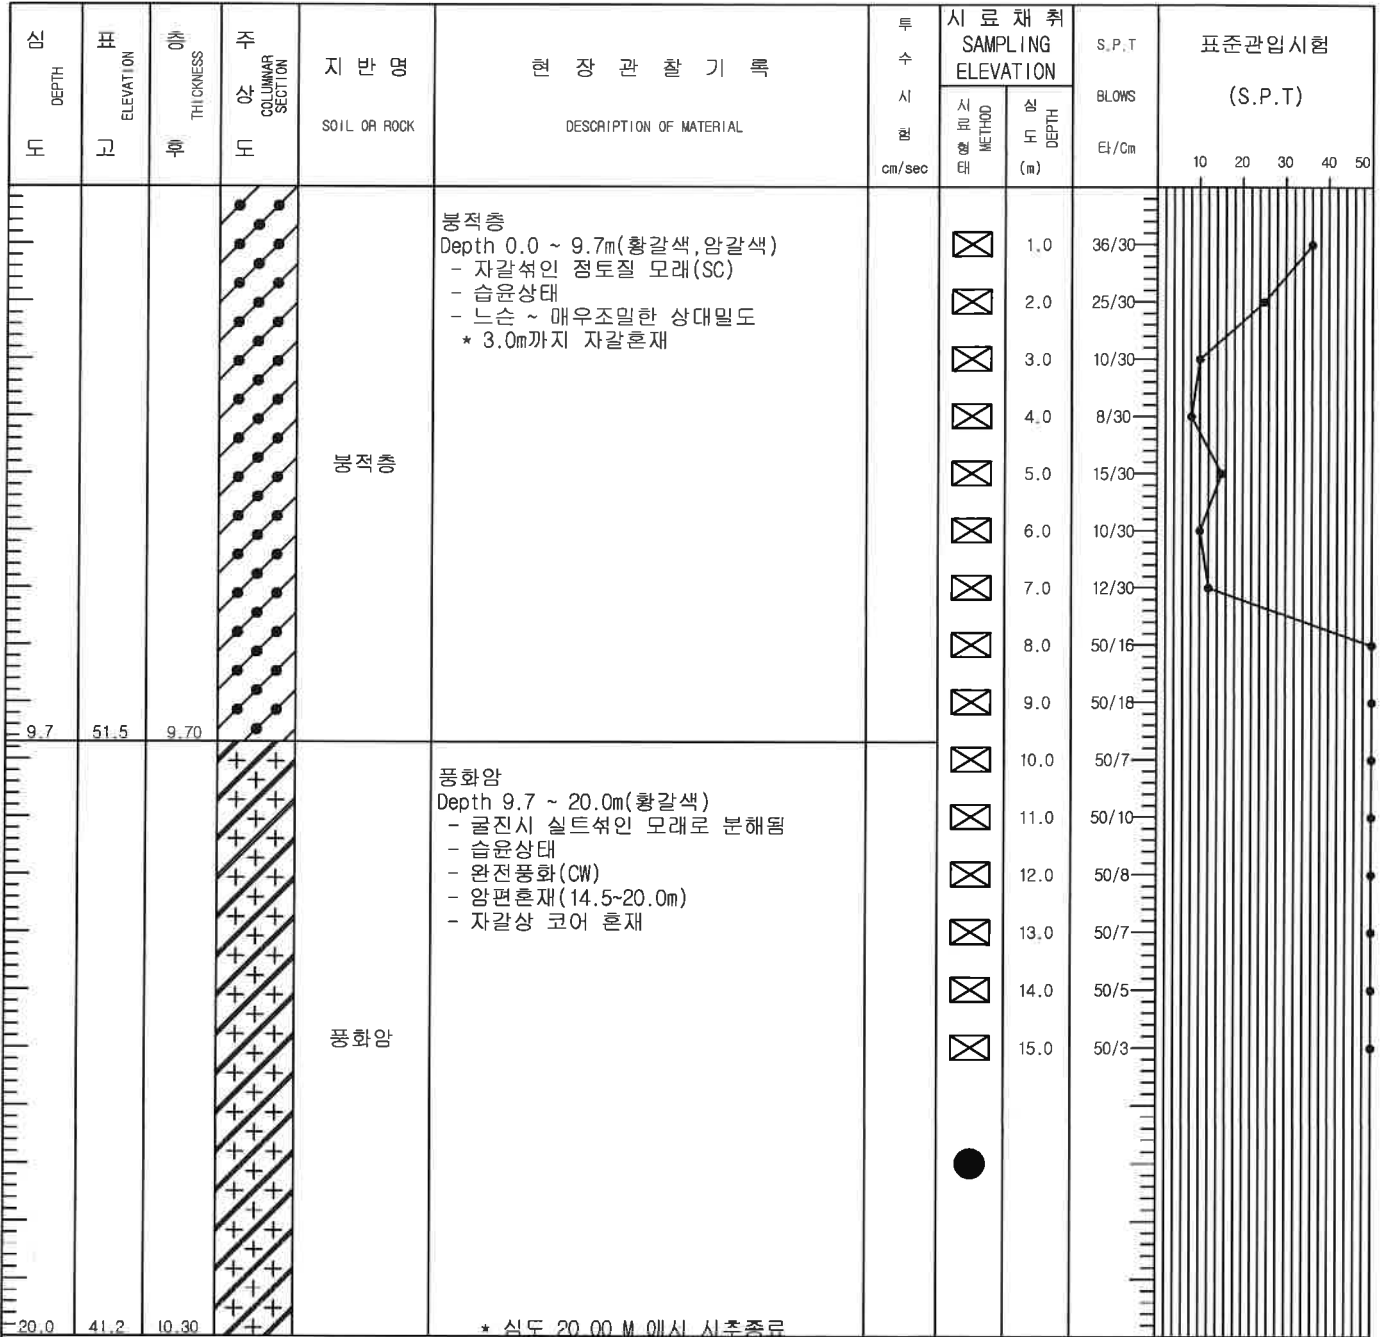 심 도 DEPTH
표 고 ELEVATION
층 후 THICKNESS
주 상 도 COLUMNAR SECTION
지 반 명
SOIL OR ROCK
현 장 관 찰 기 록
DESCRIPTION OF MATERIAL
투 수 시 험
cm/sec
시 료 채 취
SAMPLING
ELEVATION
시 료 형 태 METHOD
심 도 DEPTH
(m)
S.P.T
BLOWS
타/Cm
표준관입시험
(S.P.T)
10 20 30 40 50
붕적층
Depth 0.0 ~ 9.7m(황갈색,암갈색)
- 자갈섞인 점토질 모래(SC)
- 습윤상태
- 느슨 ~ 매우조밀한 상대밀도
* 3.0m까지 자갈혼재
붕적층
1.0 36/30
2.0 25/30
3.0 10/30
4.0 8/30
5.0 15/30
6.0 10/30
7.0 12/30
8.0 50/16
9.0 50/18
9.7 51.5 9.70
풍화암
Depth 9.7 ~ 20.0m(황갈색)
- 굴진시 실트섞인 모래로 분해됨
- 습윤상태
- 완전풍화(CW)
- 암편혼재(14.5~20.0m)
- 자갈상 코어 혼재
풍화암
10.0 50/7
11.0 50/10
12.0 50/8
13.0 50/7
14.0 50/5
15.0 50/3
20.0 41.2 10.30
* 심도 20.00 M 에서 시추종료